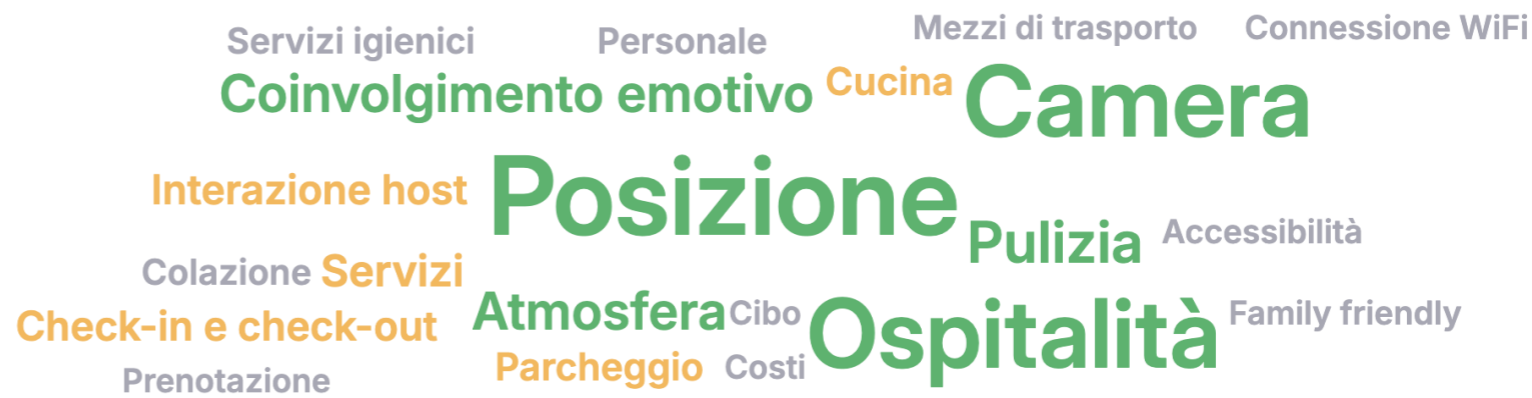 Servizi igienici
Personale
Mezzi di trasporto
Connessione WiFi
Coinvolgimento emotivo
Cucina
Camera
Interazione host
Posizione
Pulizia
Accessibilità
Colazione
Servizi
Atmosfera
Cibo
Ospitalità
Family friendly
Check-in e check-out
Parcheggio
Costi
Prenotazione